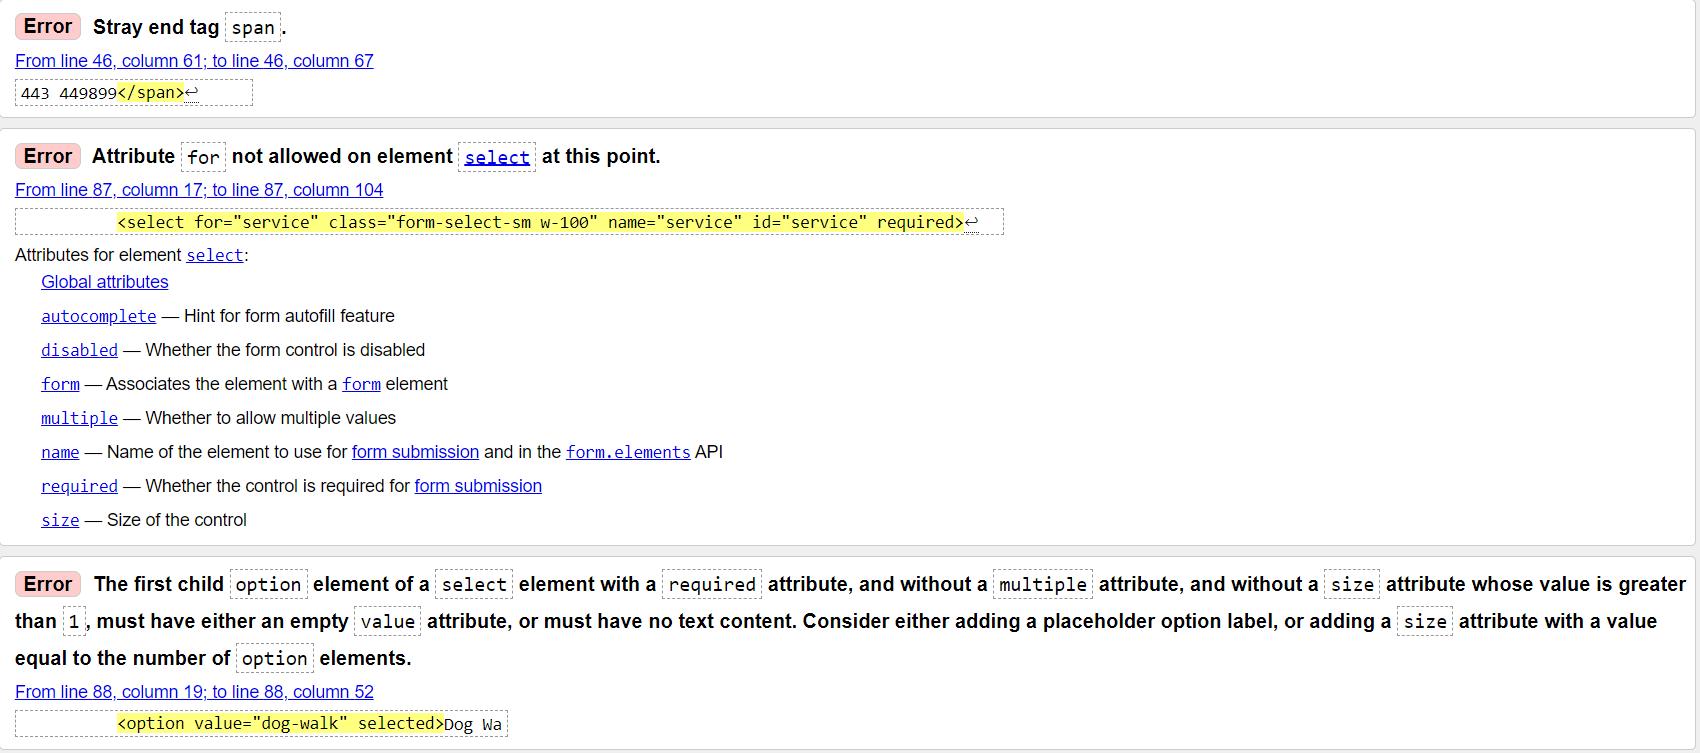 Error Stray end tag span.
From line 46, column 61; to line 46, column 67
443 449899</span>↩
Error Attribute for not allowed on element select at this point.
From line 87, column 17; to line 87, column 104
<select for="service" class="form-select-sm w-100" name="service" id="service" required>↩
Attributes for element select:
Global attributes
autocomplete — Hint for form autofill feature
disabled — Whether the form control is disabled
form — Associates the element with a form element
multiple — Whether to allow multiple values
name — Name of the element to use for form submission and in the form.elements API
required — Whether the control is required for form submission
size — Size of the control
Error The first child option element of a select element with a required attribute, and without a multiple attribute, and without a size attribute whose value is greater
than 1, must have either an empty value attribute, or must have no text content. Consider either adding a placeholder option label, or adding a size attribute with a value
equal to the number of option elements.
From line 88, column 19; to line 88, column 52
<option value="dog-walk" selected>Dog Wa